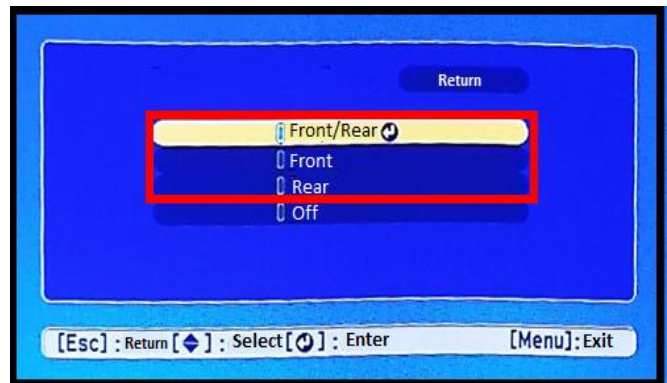 Return
Front/Rear
Front
Rear
Off
[Esc] : Return [ ] : Select [ ] : Enter [Menu] : Exit